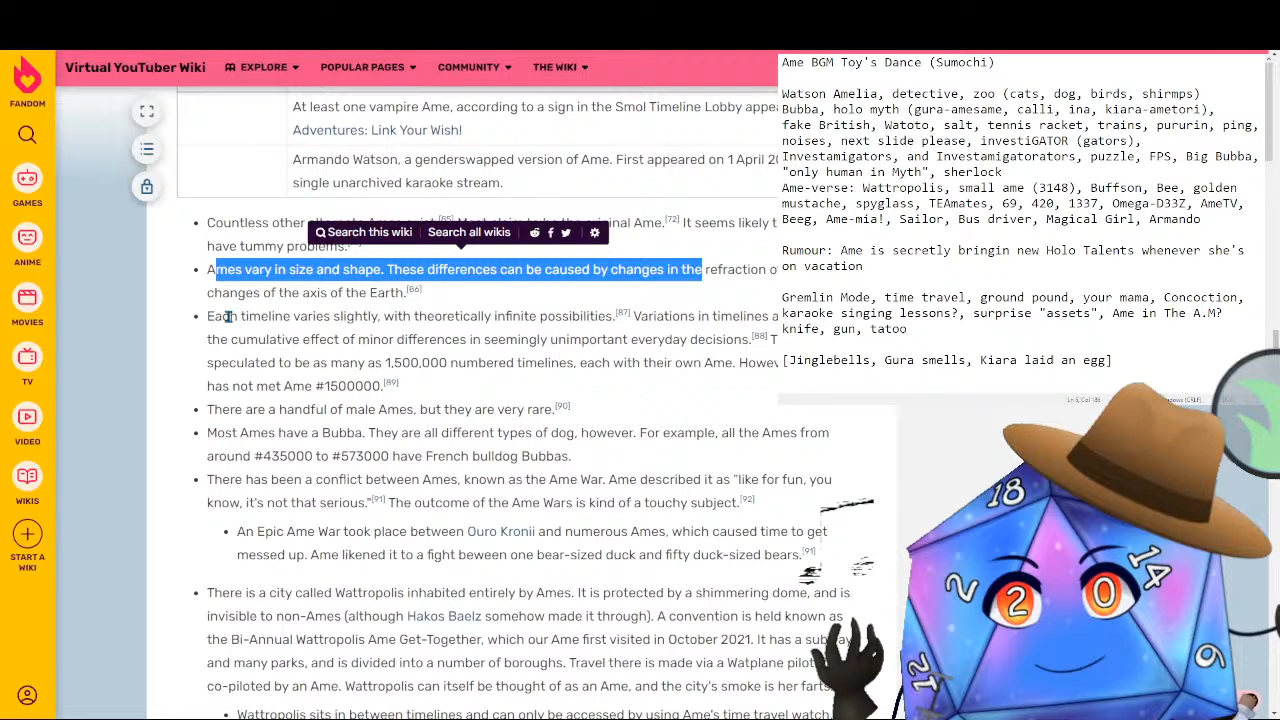 Virtual YouTuber Wiki
EXPLORE
POPULAR PAGES
COMMUNITY
THE WIKI
FANDOM
GAMES
ANIME
MOVIES
TV
VIDEO
WIKIS
START A
WIKI
At least one vampire Ame, according to a sign in the Smol Timeline Lobby appea
Adventures: Link Your Wish!
Armando Watson, a genderswapped version of Ame. First appeared on 1 April 20
single unarchived karaoke stream.
Countless other alternate Ames exist.[85] Most claim to be the original Ame.[72] It seems likely t
have tummy problems.
Search this wiki
Search all wikis
Ames vary in size and shape. These differences can be caused by changes in the refraction o
changes of the axis of the Earth.[86]
Each timeline varies slightly, with theoretically infinite possibilities.[87] Variations in timelines a
the cumulative effect of minor differences in seemingly unimportant everyday decisions.[88] T
speculated to be as many as 1,500,000 numbered timelines, each with their own Ame. Howe
has not met Ame #1500000.[89]
There are a handful of male Ames, but they are very rare.[90]
Most Ames have a Bubba. They are all different types of dog, however. For example, all the Ames from
around #435000 to #573000 have French bulldog Bubbas.
There has been a conflict between Ames, known as the Ame War. Ame described it as "like for fun, you
know, it's not that serious."[91] The outcome of the Ame Wars is kind of a touchy subject.[92]
An Epic Ame War took place between Ouro Kronii and numerous Ames, which caused time to get
messed up. Ame likened it to a fight beween one bear-sized duck and fifty duck-sized bears.[91]
There is a city called Wattropolis inhabited entirely by Ames. It is protected by a shimmering dome, and is
invisible to non-Ames (although Hakos Baelz somehow made it through). A convention is held known as
the Bi-Annual Wattropolis Ame Get-Together, which our Ame first visited in October 2021. It has a subway
and many parks, and is divided into a number of boroughs. Travel there is made via a Watplane pilot
co-piloted by an Ame. Wattropolis can itself be thought of as an Ame, and the city's smoke is her farts.
Wattropolis sits in between timelines and can only be accessed by using Ame's time travel watch.
Ame BGM Toy's Dance (Sumochi)
Watson Amelia, detective, zoo (cats, dog, birds, shirmps)
Bubba, holo myth (gura-amesame, calli, ina, kiara-ametori),
fake British, Watoto, salt, tennis racket, trains, pururin, ping,
noises, next slide please, investiGATOR (gators),
Investamigators, and Investigamatorators, puzzle, FPS, Big Bubba,
"only human in Myth", sherlock
Ame-verse: Wattropolis, small ame (3148), Buffson, Bee, golden
mustache, spyglass, TEAmates, 69, 420, 1337, Omega-D33Z, AmeTV,
Beeg, Ame-mia!, Sailor, Bus driver, Magical Girl, Armando
Rumour: Ame is secretly bringin new Holo's whenever she's
on vacation
Gremlin Mode, time travel, ground pound, your mama, Concoction,
karaoke singing lessons?, surprise "assets", Ame in The A.M?
knife, gun, tatoo
[Jinglebells, Gura smells, Kiara laid an egg]
Ln 5, Col 185
(CRLF)
18
14
2
2
0
12
6